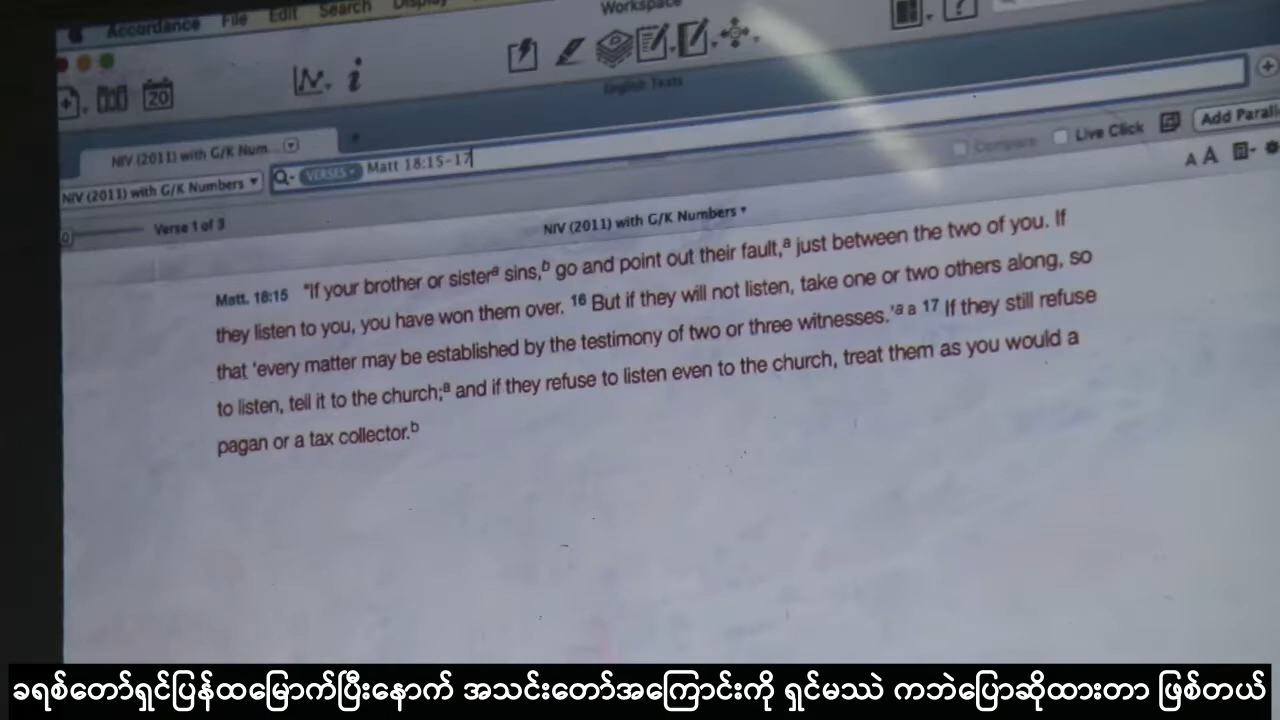 Accordance File Edit Search Display
Workspace
20
English Texts
NIV (2011) with G/K Num...
NIV (2011) with G/K Numbers
VERSES Matt 18:15-17
Compare Live Click Add Paralle
Verse 1 of 3
NIV (2011) with G/K Numbers
A A
Matt. 18:15 "If your brother or sisterᵃ sins,ᵇ go and point out their fault,ᵃ just between the two of you. If
they listen to you, you have won them over. 16 But if they will not listen, take one or two others along, so
that 'every matter may be established by the testimony of two or three witnesses.'ᵃ a 17 If they still refuse
to listen, tell it to the church;ᵃ and if they refuse to listen even to the church, treat them as you would a
pagan or a tax collector.ᵇ
ခရစ်တော်ရှင်ပြန်ထမြောက်ပြီးနောက် အသင်းတော်အကြောင်းကို ရှင်မဿဲ ကဘဲပြောဆိုထားတာ ဖြစ်တယ်